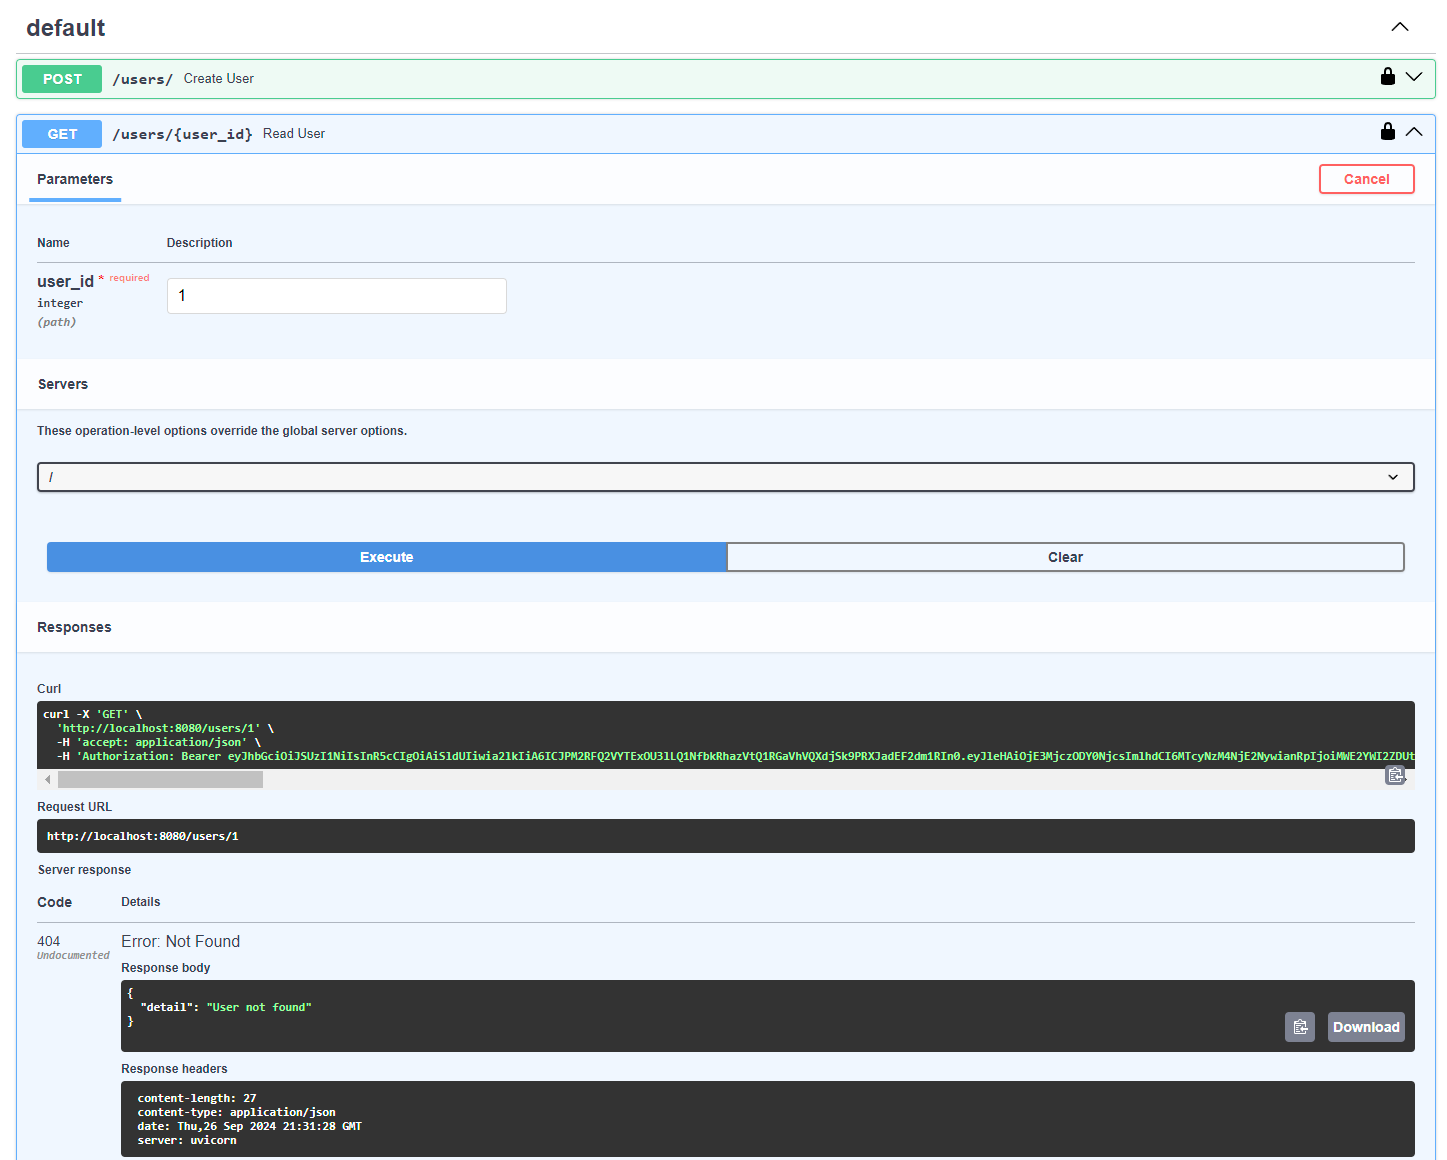 default
POST /users/ Create User
GET /users/{user_id} Read User
Parameters
Cancel
Name Description
user_id * required
integer
(path)
1
Servers
These operation-level options override the global server options.
/
Execute Clear
Responses
Curl
curl -X 'GET' \
'http://localhost:8080/users/1' \
-H 'accept: application/json' \
-H 'Authorization: Bearer
Request URL
http://localhost:8080/users/1
Server response
Code Details
404
Undocumented
Error: Not Found
Response body
{
"detail": "User not found"
}
Download
Response headers
content-length: 27
content-type: application/json
date: Thu,26 Sep 2024 21:31:28 GMT
server: uvicorn